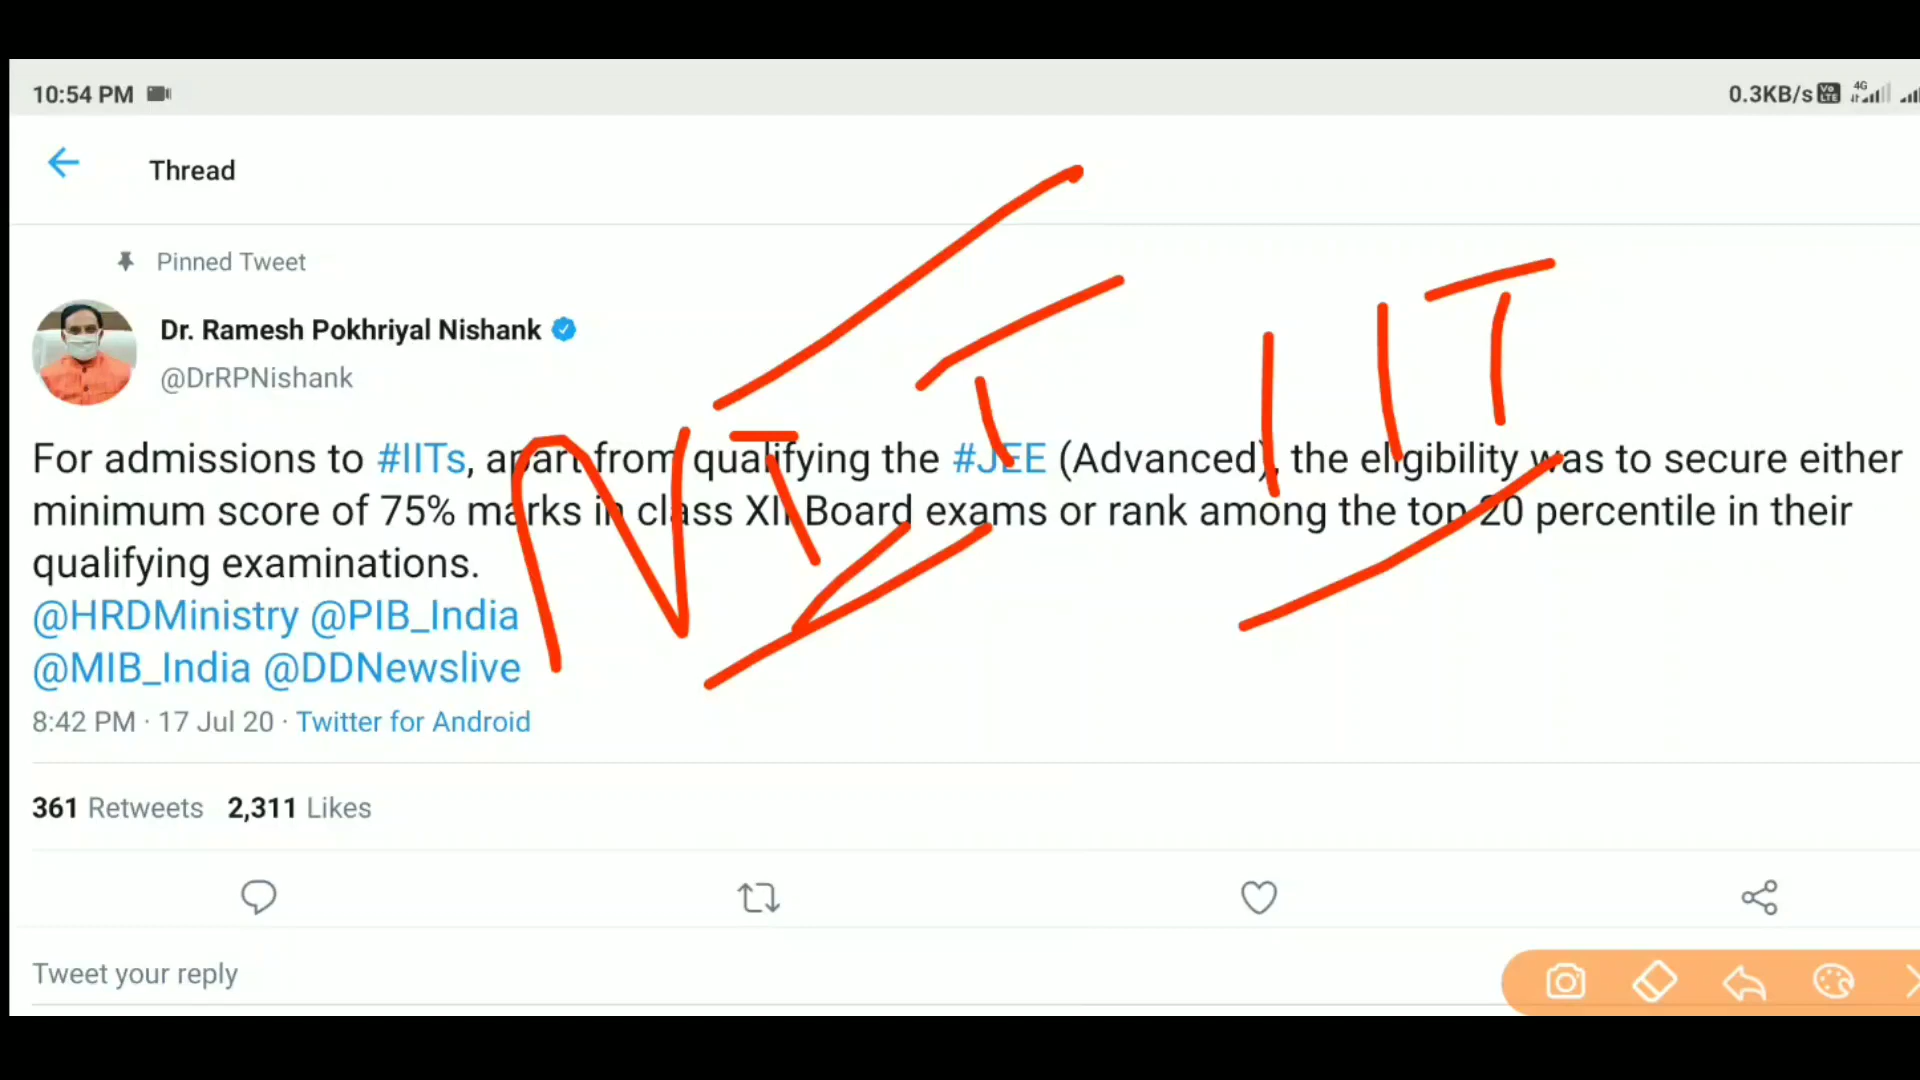 10:54 PM 0.3KB/s Vo LTE 4G
Thread
Pinned Tweet
Dr. Ramesh Pokhriyal Nishank
@DrRPNishank
For admissions to #IITs, apart from qualifying the #JEE (Advanced), the eligibility was to secure either
minimum score of 75% marks in class XII Board exams or rank among the top 20 percentile in their
qualifying examinations.
@HRDMinistry @PIB_India
@MIB_India @DDNewslive
8:42 PM · 17 Jul 20 · Twitter for Android
361 Retweets 2,311 Likes
Tweet your reply
NIT IIT